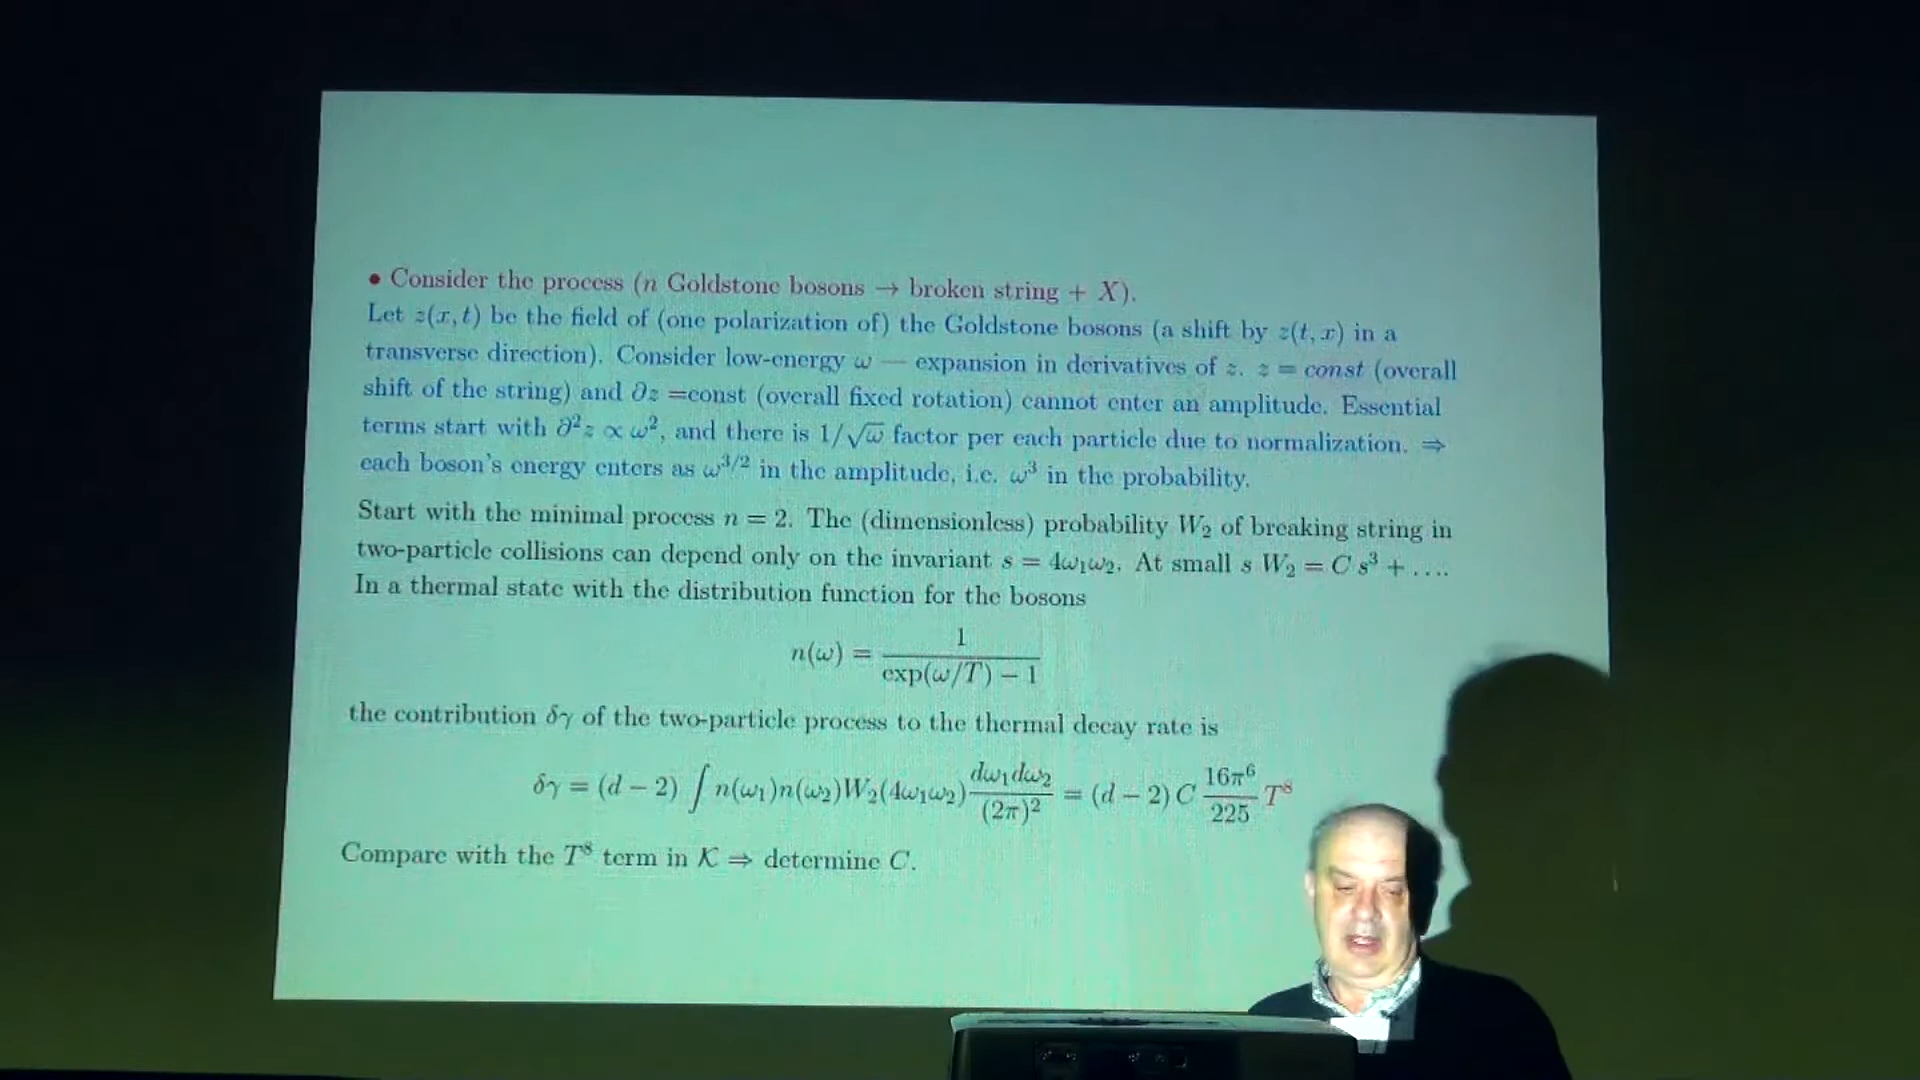 • Consider the process (n Goldstone bosons → broken string + X).
Let z(x, t) be the field of (one polarization of) the Goldstone bosons (a shift by z(t, x) in a
transverse direction). Consider low-energy ω — expansion in derivatives of z. z = const (overall
shift of the string) and ∂z =const (overall fixed rotation) cannot enter an amplitude. Essential
terms start with ∂²z ∝ ω², and there is 1/√ω factor per each particle due to normalization. ⇒
each boson's energy enters as ω^{3/2} in the amplitude, i.e. ω³ in the probability.
Start with the minimal process n = 2. The (dimensionless) probability W₂ of breaking string in
two-particle collisions can depend only on the invariant s = 4ω₁ω₂. At small s W₂ = C s³ + ....
In a thermal state with the distribution function for the bosons
n(ω) = 1 / (exp(ω/T) − 1)
the contribution δγ of the two-particle process to the thermal decay rate is
δγ = (d − 2) ∫ n(ω₁)n(ω₂)W₂(4ω₁ω₂) dω₁dω₂ / (2π)² = (d − 2) C 16π⁶ / 225 T⁸
Compare with the T⁸ term in K ⇒ determine C.